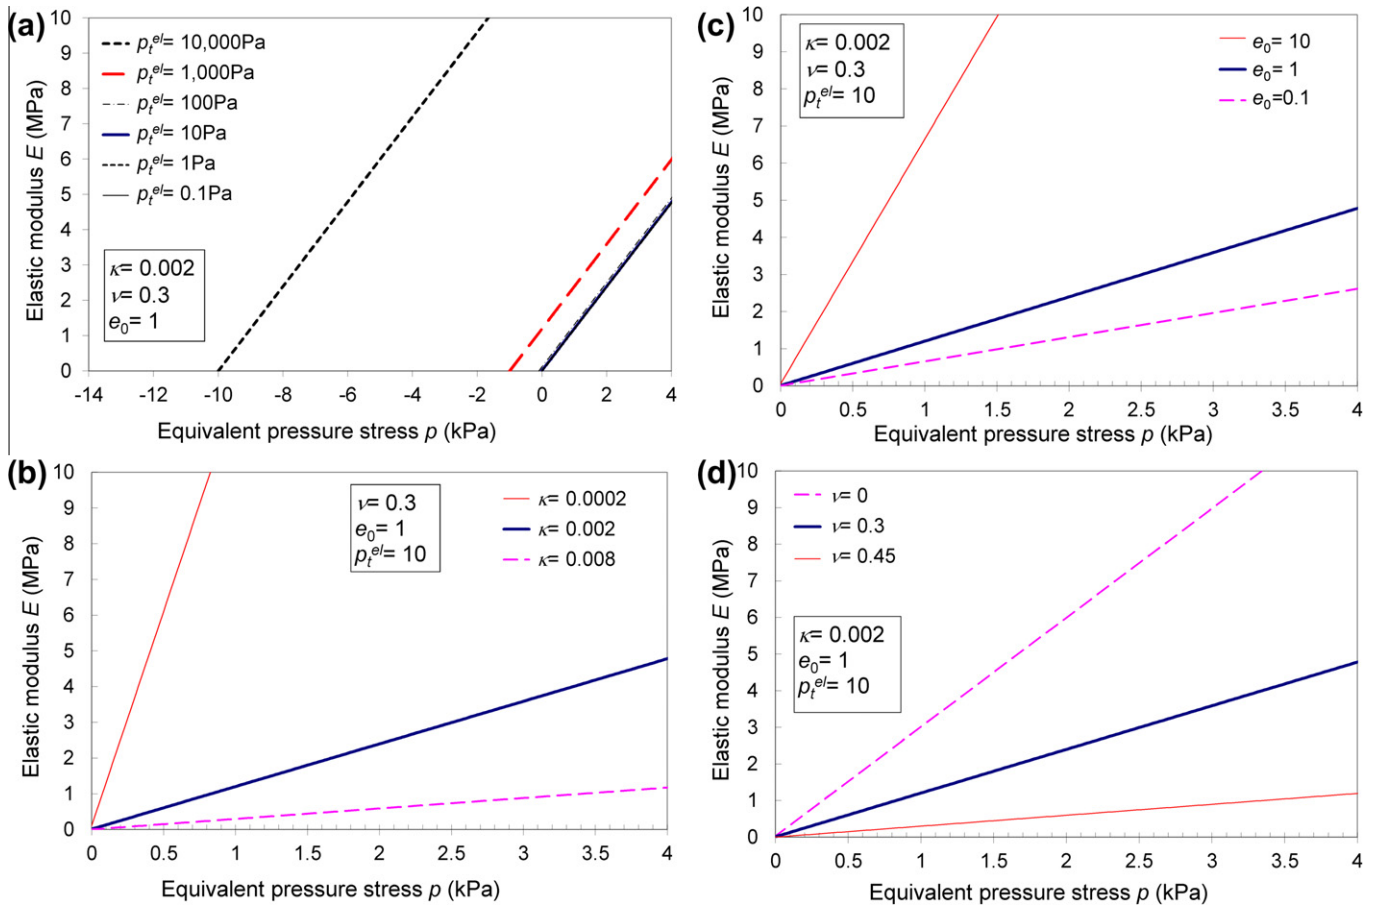 (a)
10
9
8
7
6
5
4
3
2
1
0
Elastic modulus E (MPa)
p_t^el= 10,000Pa
p_t^el= 1,000Pa
p_t^el= 100Pa
p_t^el= 10Pa
p_t^el= 1Pa
p_t^el= 0.1Pa
κ= 0.002
ν= 0.3
e₀= 1
-14 -12 -10 -8 -6 -4 -2 0 2 4
Equivalent pressure stress p (kPa)
(b)
10
9
8
7
6
5
4
3
2
1
0
Elastic modulus E (MPa)
ν= 0.3
e₀= 1
p_t^el= 10
κ= 0.0002
κ= 0.002
κ= 0.008
0 0.5 1 1.5 2 2.5 3 3.5 4
Equivalent pressure stress p (kPa)
(c)
10
9
8
7
6
5
4
3
2
1
0
Elastic modulus E (MPa)
κ= 0.002
ν= 0.3
p_t^el= 10
e₀= 10
e₀= 1
e₀=0.1
0 0.5 1 1.5 2 2.5 3 3.5 4
Equivalent pressure stress p (kPa)
(d)
10
9
8
7
6
5
4
3
2
1
0
Elastic modulus E (MPa)
ν= 0
ν= 0.3
ν= 0.45
κ= 0.002
e₀= 1
p_t^el= 10
0 0.5 1 1.5 2 2.5 3 3.5 4
Equivalent pressure stress p (kPa)